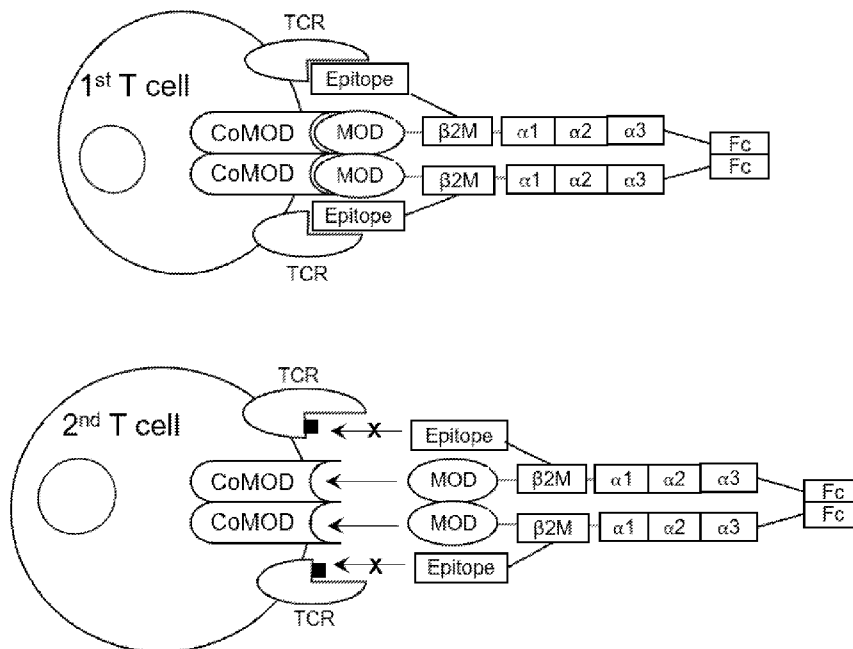 TCR
1st T cell
Epitope
CoMOD MOD β2M α1 α2 α3
Fc
CoMOD MOD β2M α1 α2 α3
Fc
Epitope
TCR
TCR
2nd T cell
X
Epitope
CoMOD MOD β2M α1 α2 α3
Fc
CoMOD MOD β2M α1 α2 α3
Fc
X
Epitope
TCR